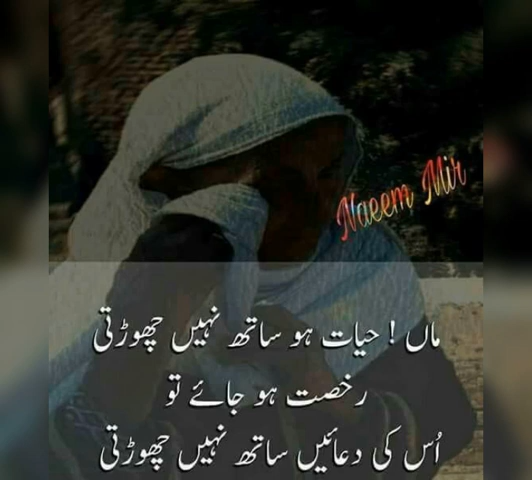 Naeem Mir
ماں ! حیات ہو ساتھ نہیں چھوڑتی
رخصت ہو جائے تو
اُس کی دعائیں ساتھ نہیں چھوڑتی